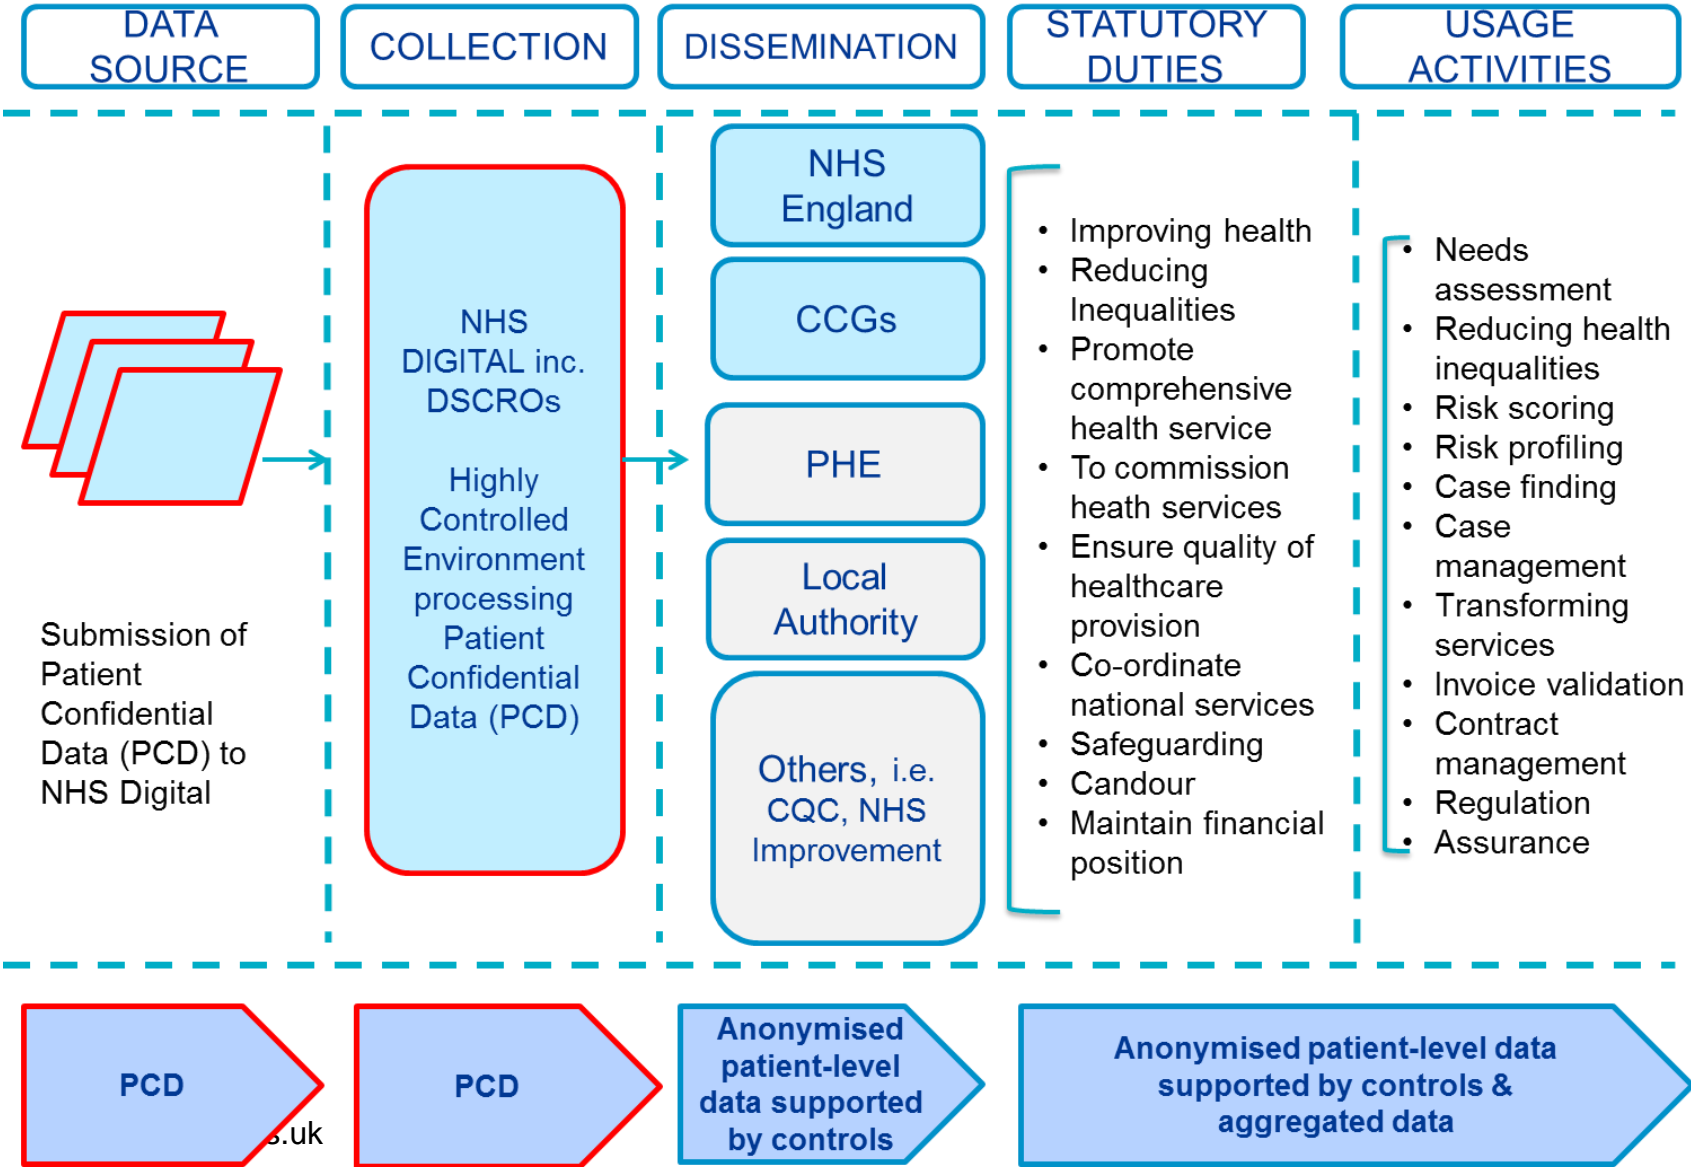 DATA
SOURCE
COLLECTION
DISSEMINATION
STATUTORY
DUTIES
USAGE
ACTIVITIES
Submission of
Patient
Confidential
Data (PCD) to
NHS Digital
NHS
DIGITAL inc.
DSCROs
Highly
Controlled
Environment
processing
Patient
Confidential
Data (PCD)
NHS
England
CCGs
PHE
Local
Authority
Others, i.e.
CQC, NHS
Improvement
• Improving health
• Reducing
Inequalities
• Promote
comprehensive
health service
• To commission
heath services
• Ensure quality of
healthcare
provision
• Co-ordinate
national services
• Safeguarding
• Candour
• Maintain financial
position
• Needs
assessment
• Reducing health
inequalities
• Risk scoring
• Risk profiling
• Case finding
• Case
management
• Transforming
services
• Invoice validation
• Contract
management
• Regulation
• Assurance
PCD
PCD
Anonymised
patient-level
data supported
by controls
Anonymised patient-level data
supported by controls &
aggregated data
s.uk